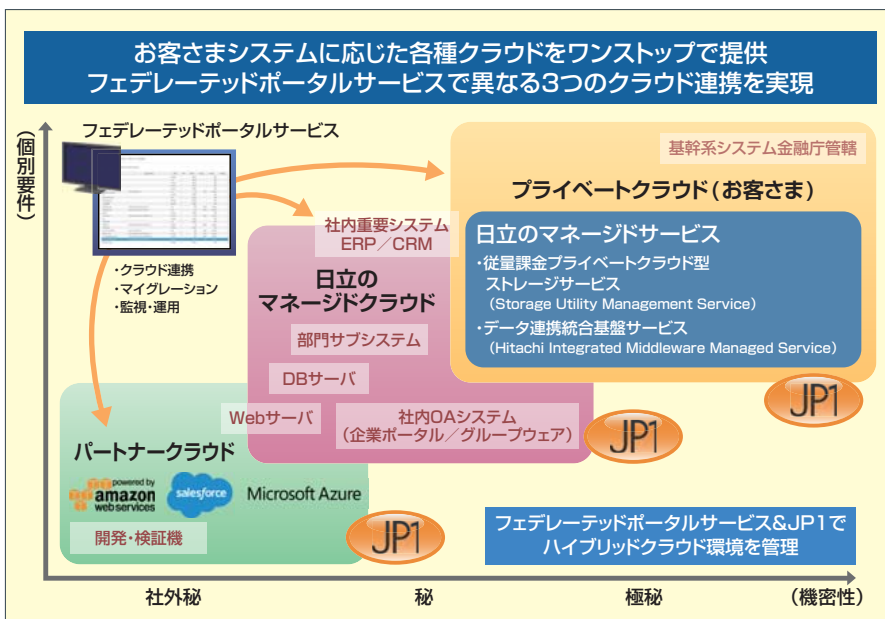 お客さまシステムに応じた各種クラウドをワンストップで提供
フェデレーテッドポータルサービスで異なる3つのクラウド連携を実現
(個別要件)
フェデレーテッドポータルサービス
・クラウド連携
・マイグレーション
・監視・運用
基幹系システム金融庁管轄
プライベートクラウド(お客さま)
日立のマネージドサービス
・従量課金プライベートクラウド型
ストレージサービス
(Storage Utility Management Service)
・データ連携統合基盤サービス
(Hitachi Integrated Middleware Managed Service)
JP1
社内重要システム
ERP/CRM
日立の
マネージドクラウド
部門サブシステム
DBサーバ
Webサーバ
社内OAシステム
(企業ポータル/グループウェア)
JP1
パートナークラウド
powered by
amazon
web services
salesforce
Microsoft Azure
開発・検証機
JP1
フェデレーテッドポータルサービス&JP1で
ハイブリッドクラウド環境を管理
社外秘
秘
極秘
(機密性)